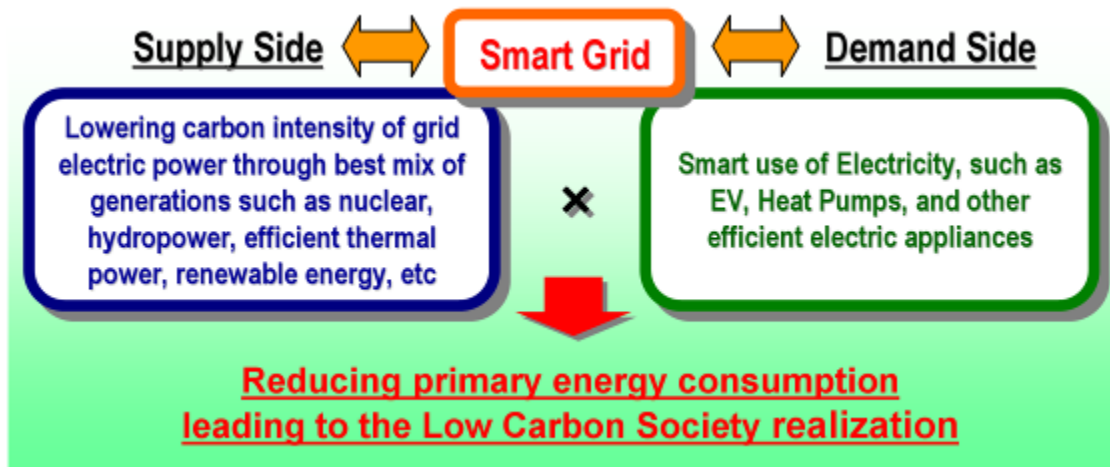 Supply Side
Smart Grid
Demand Side
Lowering carbon intensity of grid
electric power through best mix of
generations such as nuclear,
hydropower, efficient thermal
power, renewable energy, etc
×
Smart use of Electricity, such as
EV, Heat Pumps, and other
efficient electric appliances
Reducing primary energy consumption
leading to the Low Carbon Society realization